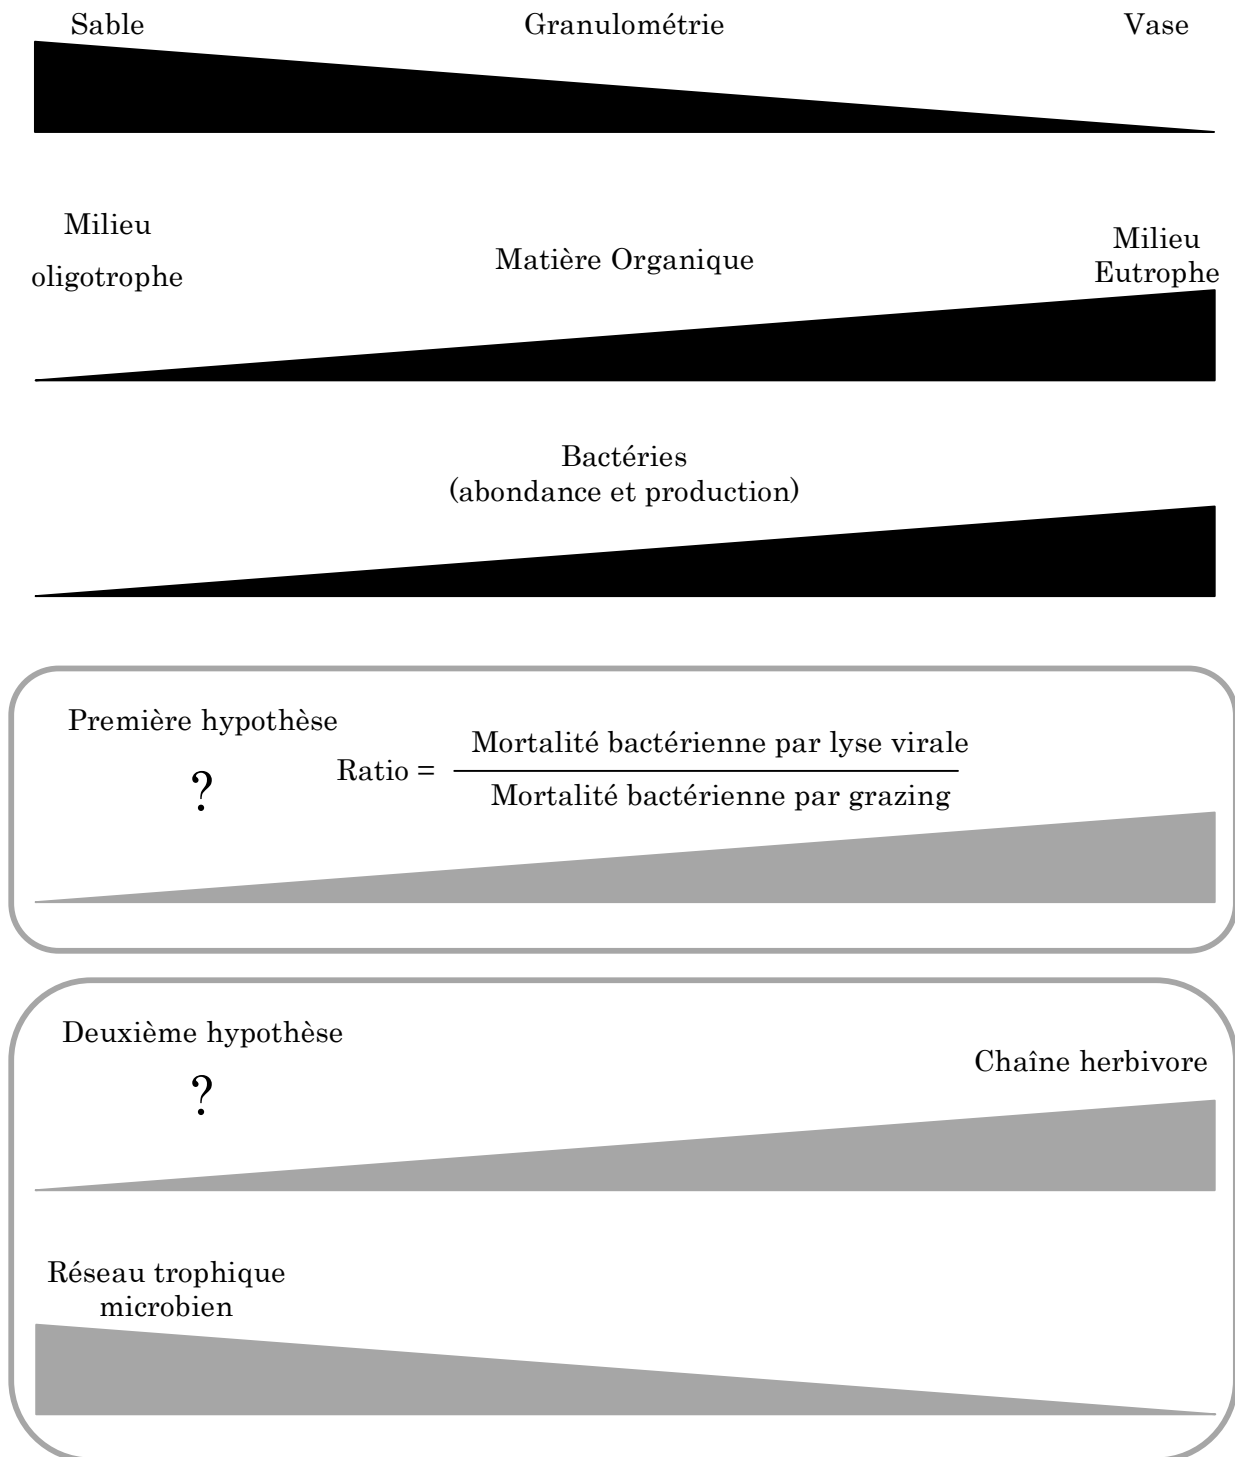 Sable Granulométrie Vase
Milieu
oligotrophe
Matière Organique
Milieu
Eutrophe
Bactéries
(abondance et production)
Première hypothèse
?
Ratio =
Mortalité bactérienne par lyse virale
Mortalité bactérienne par grazing
Deuxième hypothèse
?
Chaîne herbivore
Réseau trophique
microbien